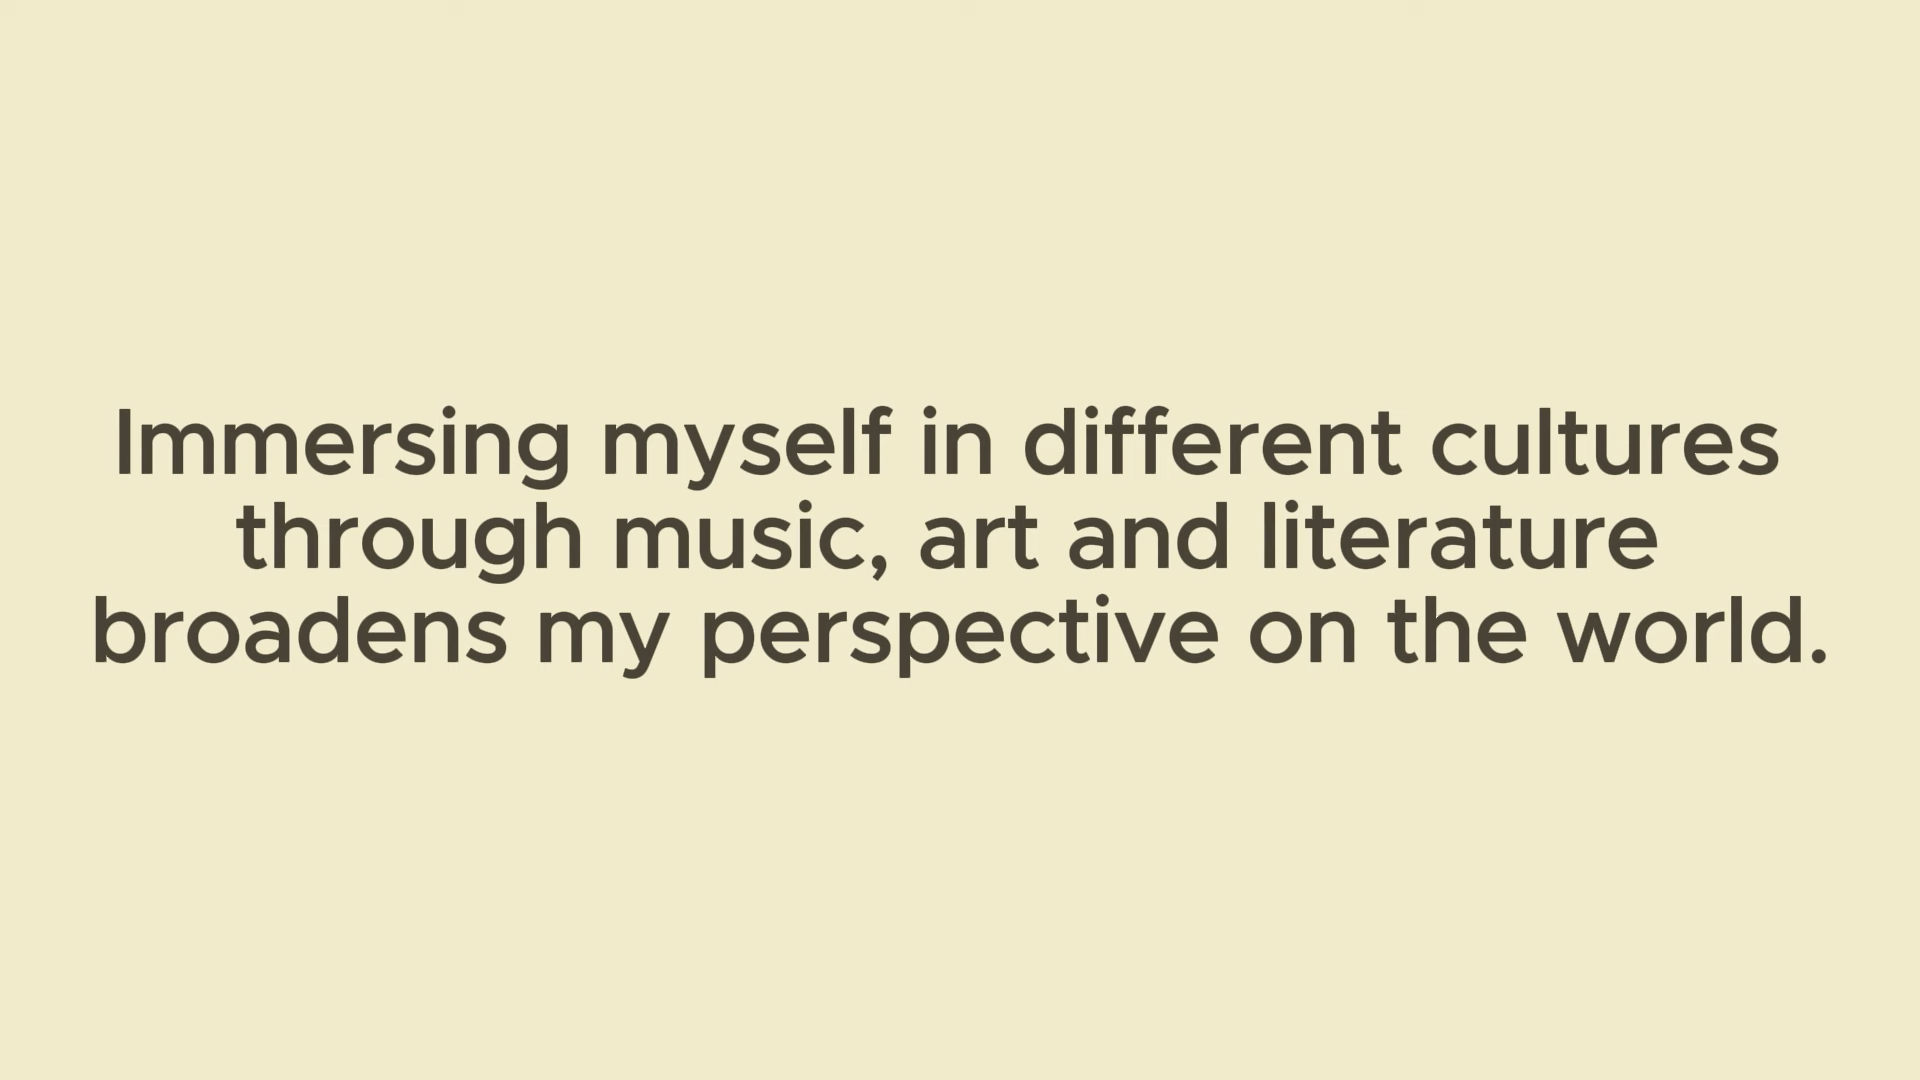 Immersing myself in different cultures
through music, art and literature
broadens my perspective on the world.